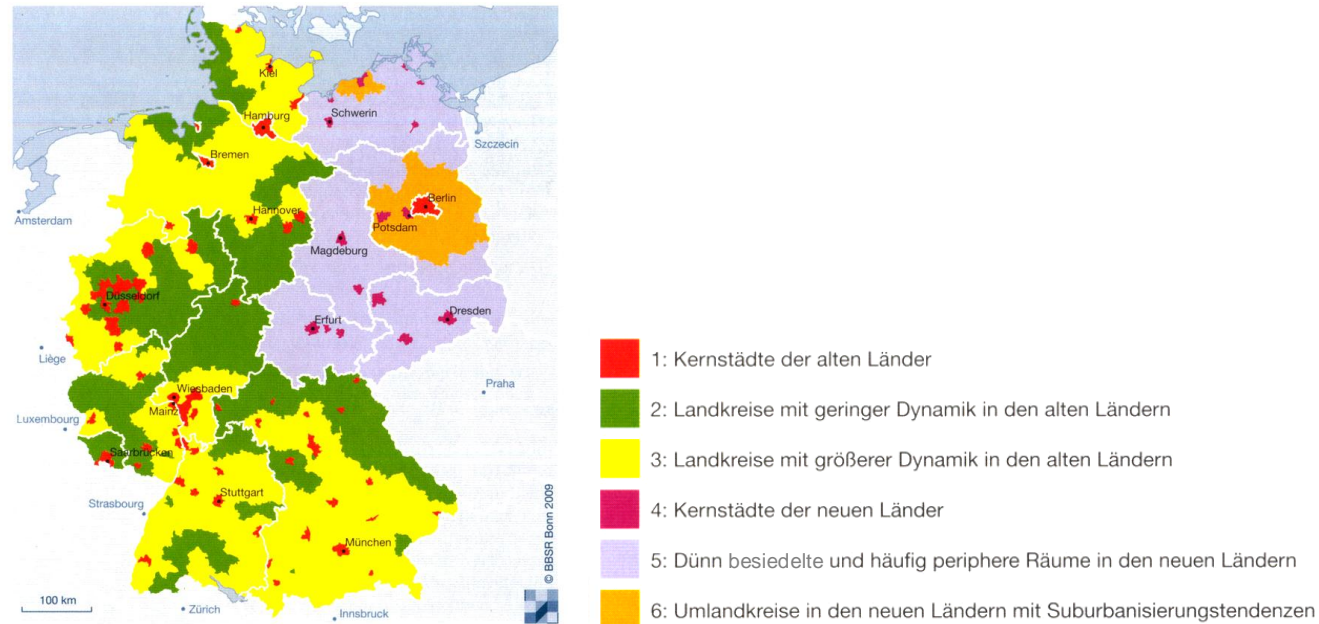 Kiel
Hamburg
Schwerin
Szczecin
Bremen
Berlin
Amsterdam
Hannover
Potsdam
Magdeburg
Düsseldorf
Dresden
Erfurt
Liège
Praha
Wiesbaden
Mainz
Luxembourg
Saarbrücken
Strasbourg
Stuttgart
München
Zürich
Innsbruck
100 km
© BBSR Bonn 2009
1: Kernstädte der alten Länder
2: Landkreise mit geringer Dynamik in den alten Ländern
3: Landkreise mit größerer Dynamik in den alten Ländern
4: Kernstädte der neuen Länder
5: Dünn besiedelte und häufig periphere Räume in den neuen Ländern
6: Umlandkreise in den neuen Ländern mit Suburbanisierungstendenzen